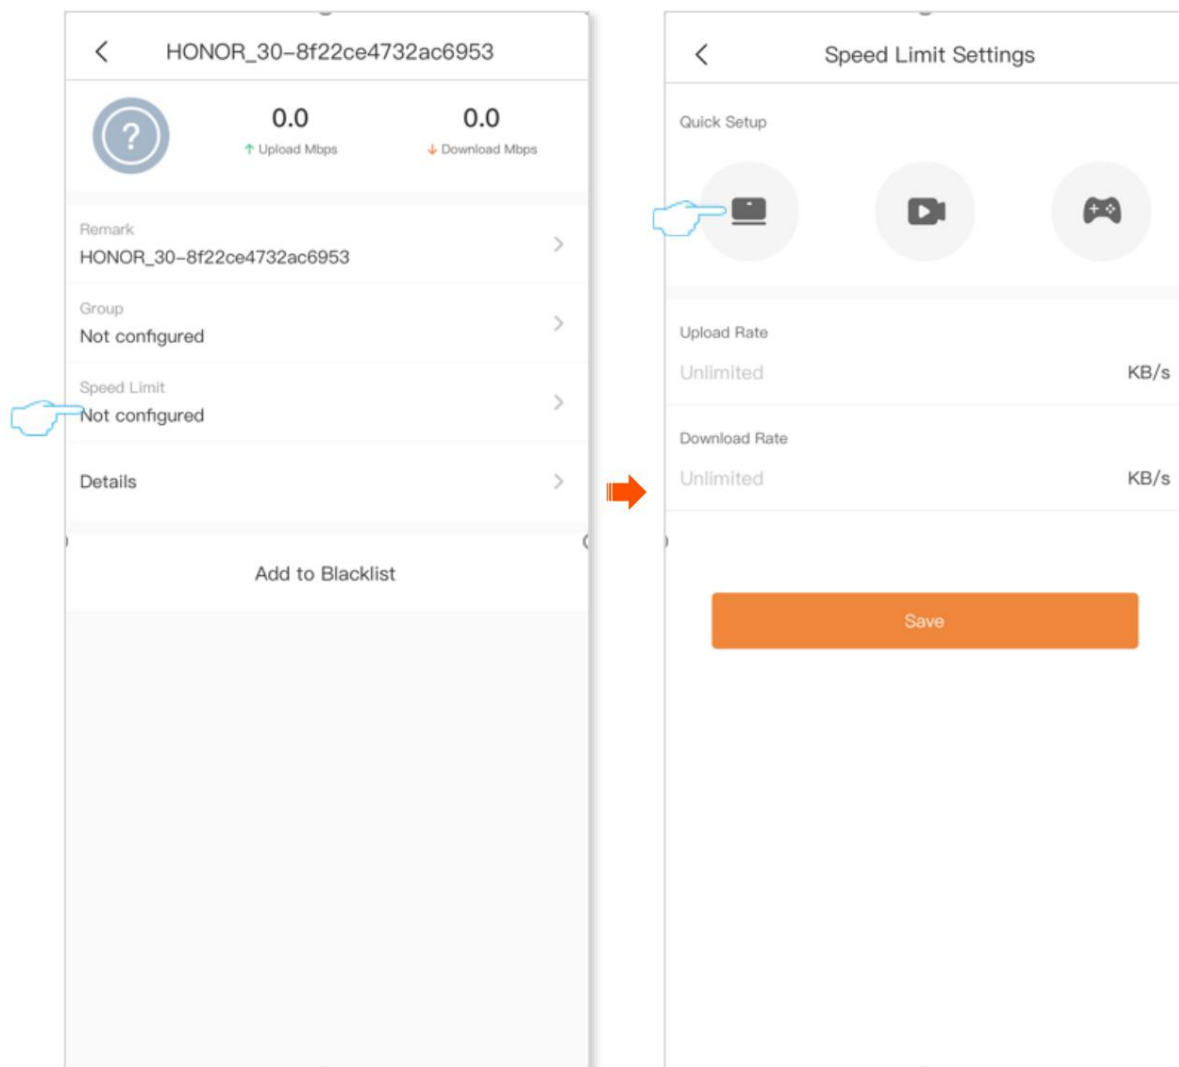 HONOR_30-8f22ce4732ac6953
?
0.0
0.0
↑ Upload Mbps
↓ Download Mbps
Remark
HONOR_30-8f22ce4732ac6953
Group
Not configured
Speed Limit
Not configured
Details
Add to Blacklist
Speed Limit Settings
Quick Setup
Upload Rate
Unlimited KB/s
Download Rate
Unlimited KB/s
Save